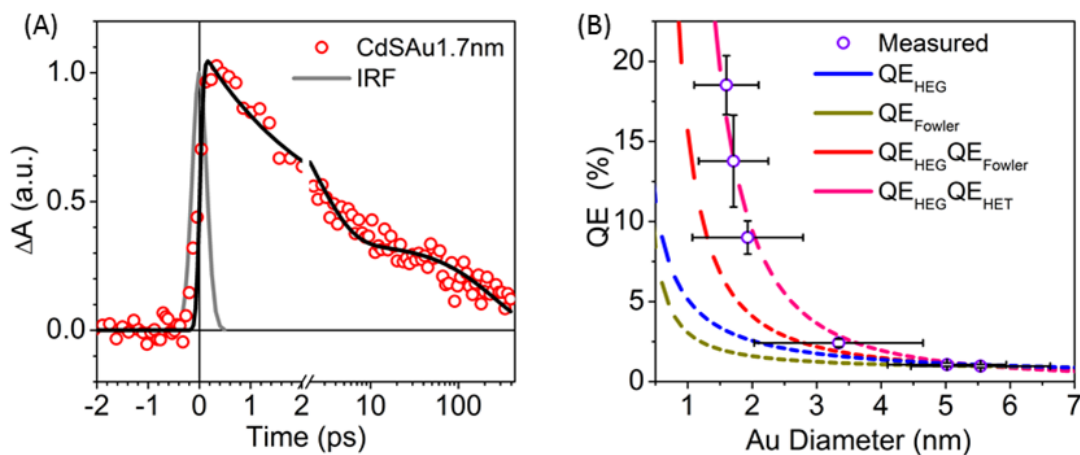 (A)
CdSAu1.7nm
IRF
1.0
0.5
0.0
ΔA (a.u.)
-2 -1 0 1 2 10 100
Time (ps)
(B)
Measured
QE_HEG
QE_Fowler
QE_HEG QE_Fowler
QE_HEG QE_HET
20
15
10
5
0
QE (%)
1 2 3 4 5 6 7
Au Diameter (nm)